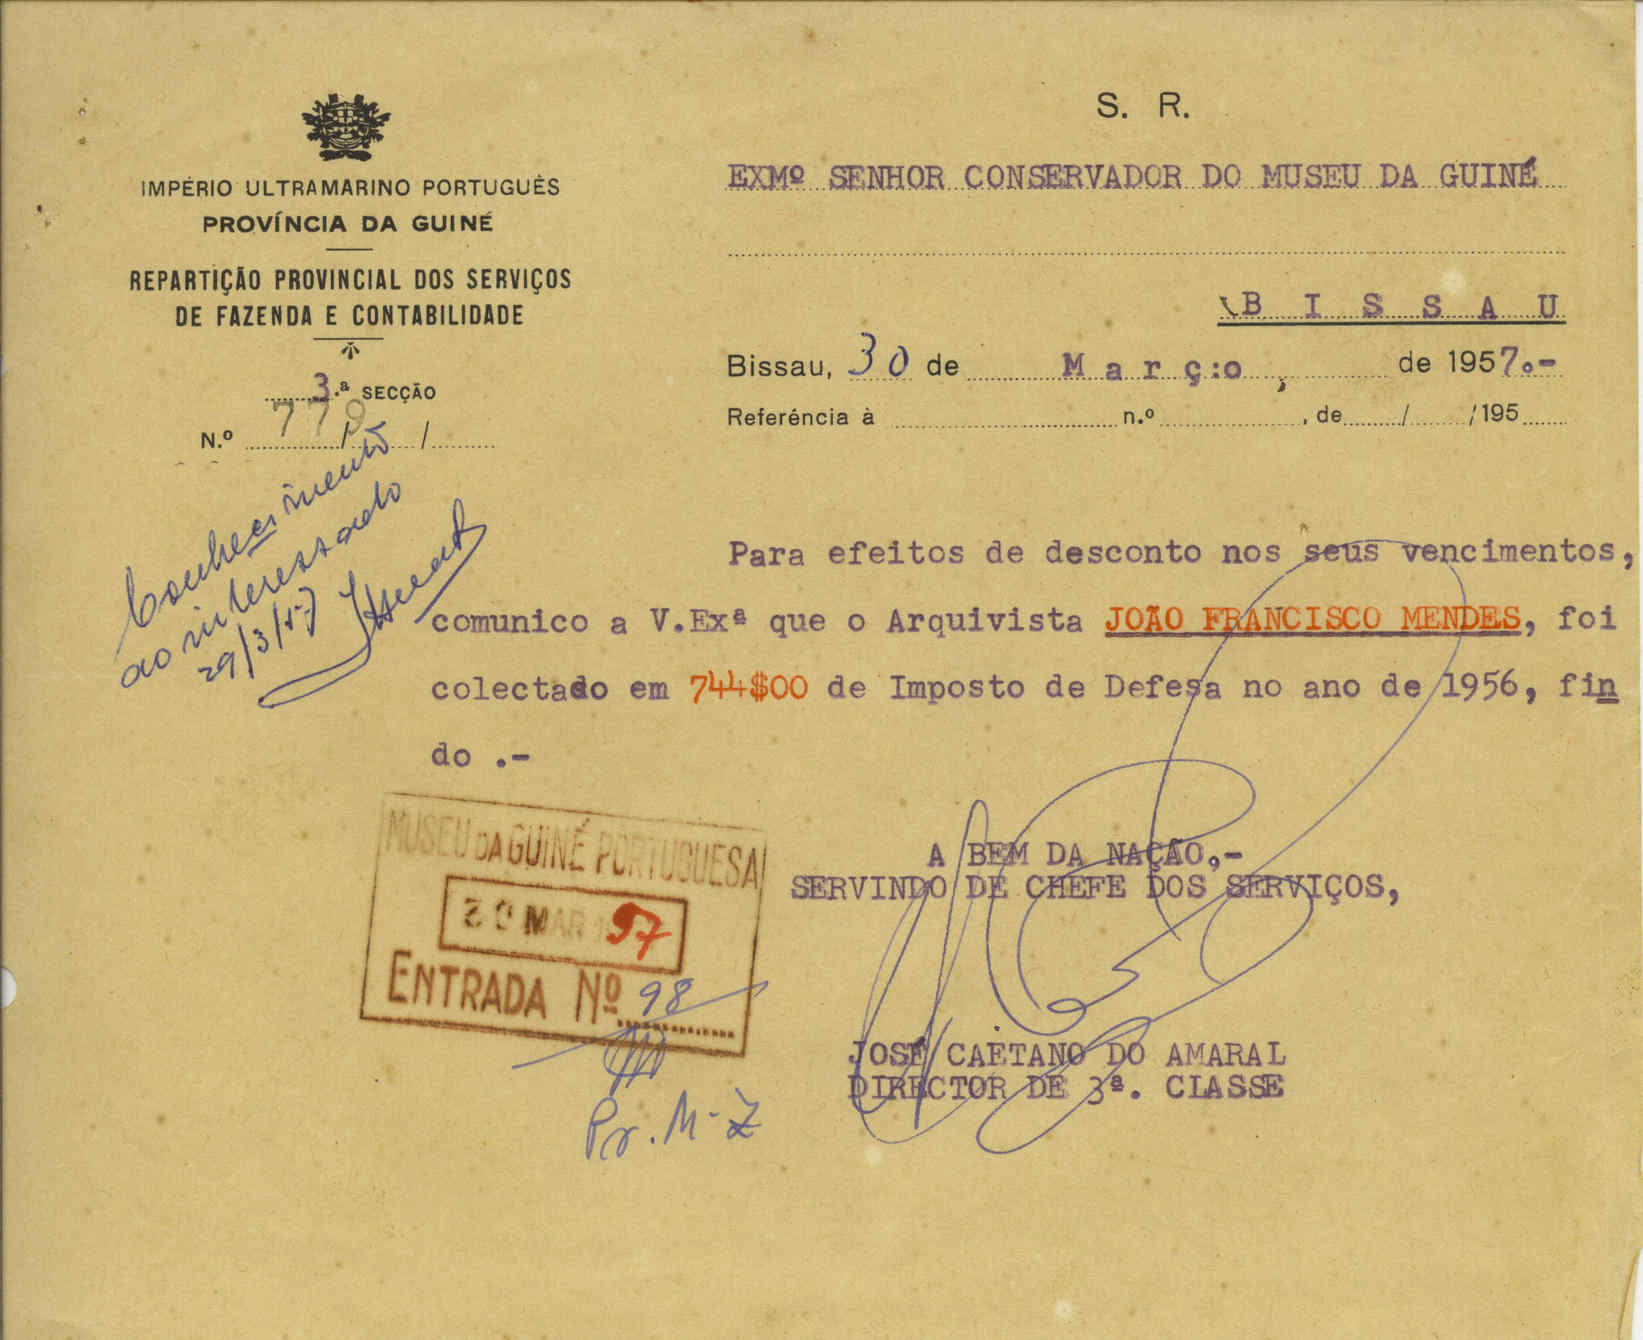 S. R.
IMPÉRIO ULTRAMARINO PORTUGUÊS
PROVÍNCIA DA GUINÉ
REPARTIÇÃO PROVINCIAL DOS SERVIÇOS
DE FAZENDA E CONTABILIDADE
3.ª SECÇÃO
N.º 779 / /
EXMº SENHOR CONSERVADOR DO MUSEU DA GUINÉ
B I S S A U
Bissau, 30 de M a r ç:o , de 1957.-
Referência à n.º , de / /195
Conhecimento
ao interessado
29/3/57
Para efeitos de desconto nos seus vencimentos,
comunico a V.Exª que o Arquivista JOÃO FRANCISCO MENDES, foi
colectado em 744$00 de Imposto de Defesa no ano de 1956, fin
do .-
A BEM DA NAÇÃO.-
SERVINDO DE CHEFE DOS SERVIÇOS,
JOSÉ CAETANO DO AMARAL
DIRECTOR DE 3ª. CLASSE
MUSEU DA GUINÉ PORTUGUESA
MAR 57
ENTRADA Nº 98
Pr. M-Z